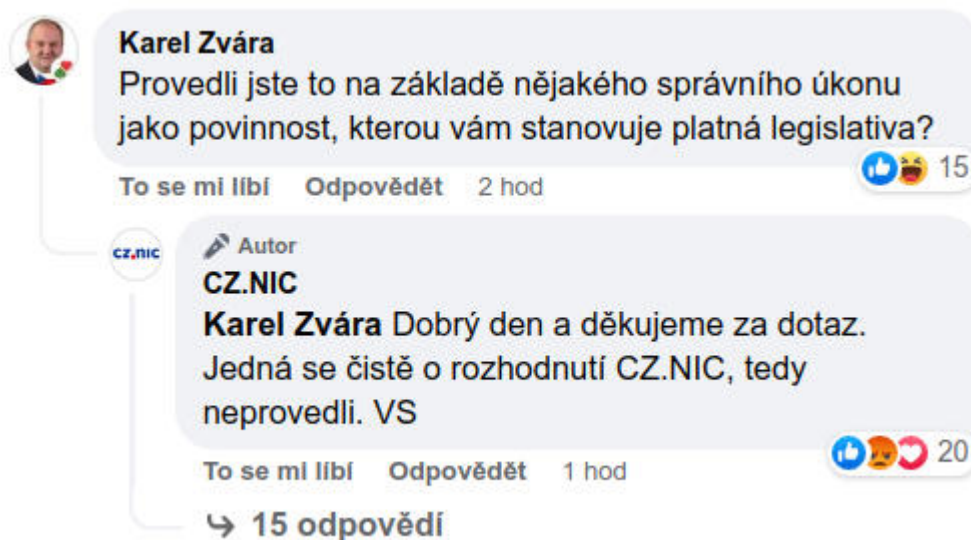 Karel Zvára
Provedli jste to na základě nějakého správního úkonu
jako povinnost, kterou vám stanovuje platná legislativa?
15
To se mi líbí Odpovědět 2 hod
cz.nic
Autor
CZ.NIC
Karel Zvára Dobrý den a děkujeme za dotaz.
Jedná se čistě o rozhodnutí CZ.NIC, tedy
neprovedli. VS
20
To se mi líbí Odpovědět 1 hod
15 odpovědí